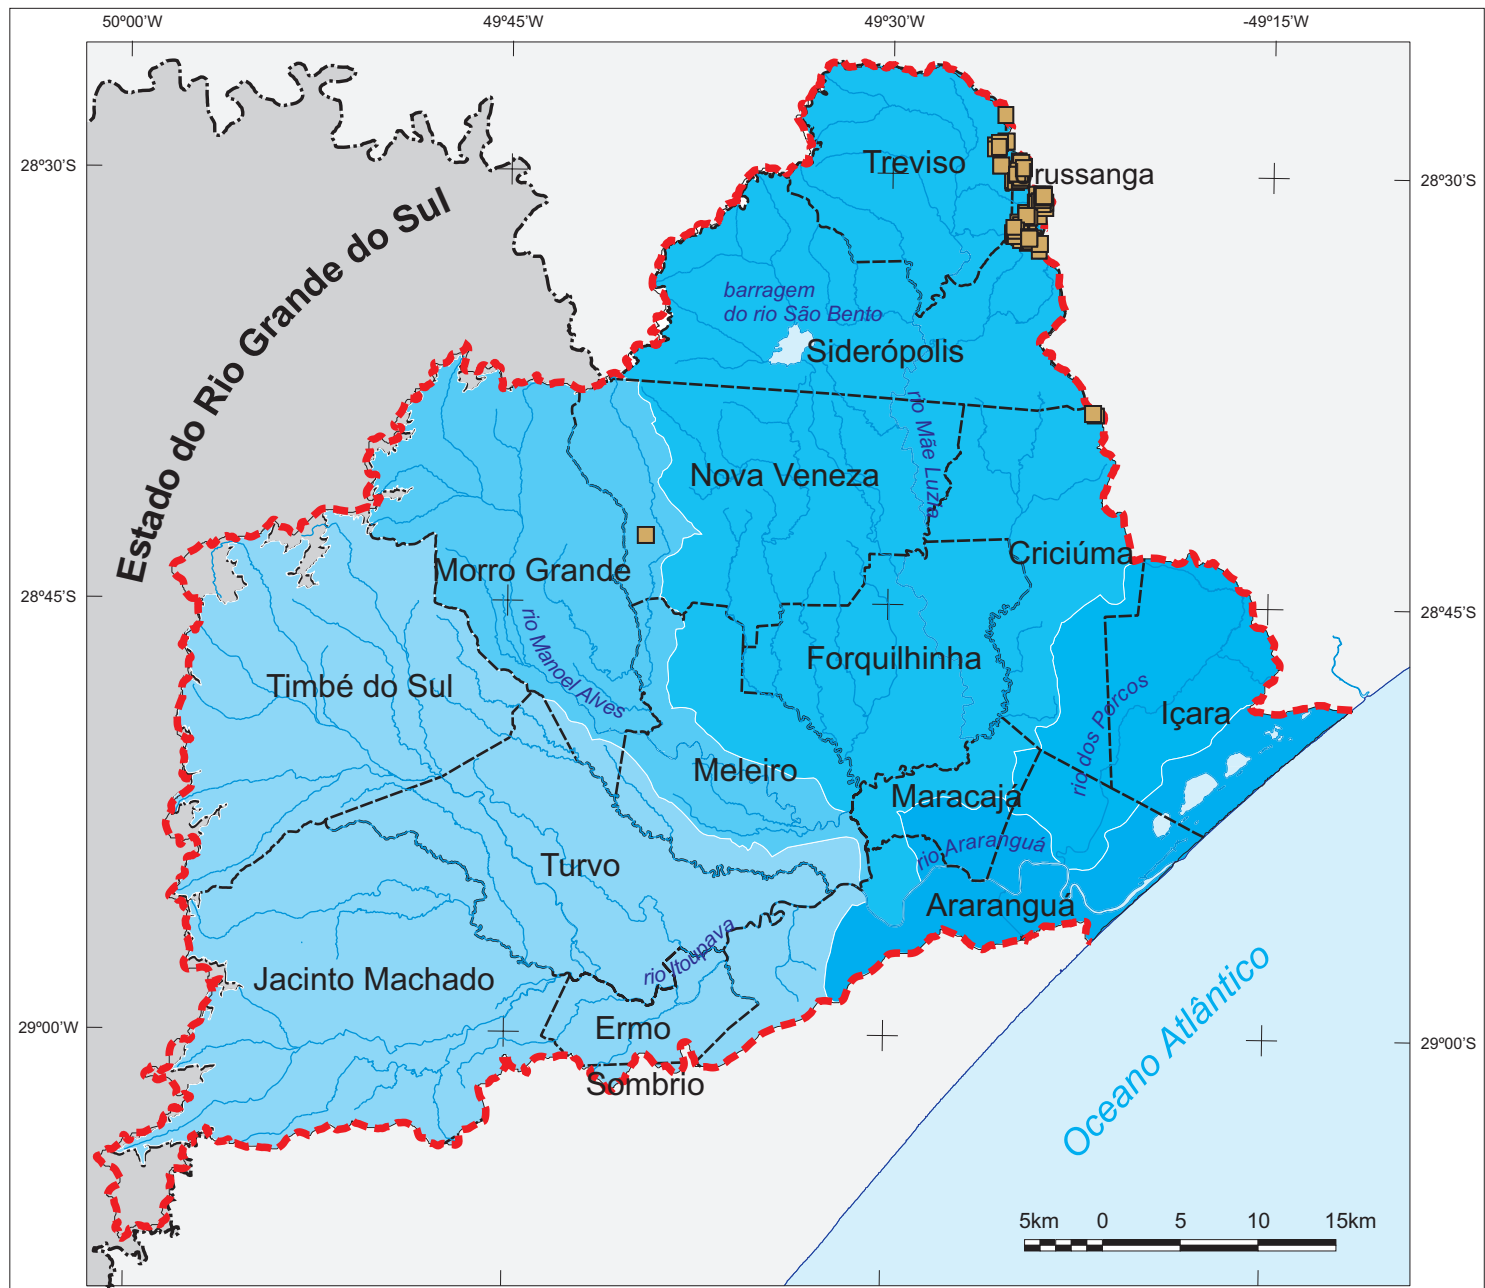 50°00'W 49°45'W 49°30'W -49°15'W
28°30'S
28°30'S
Treviso
russanga
Estado do Rio Grande do Sul
barragem
do rio São Bento
Siderópolis
rio Mãe Luzia
Nova Veneza
Criciúma
Morro Grande
28°45'S
28°45'S
rio Manoel Alves
Forquilhinha
Timbé do Sul
rio dos Porcos
Içara
Meleiro
Maracajá
rio Araranguá
Turvo
Araranguá
rio Itoupava
Jacinto Machado
Oceano Atlântico
29°00'W
Ermo
29°00'S
Sombrio
5km 0 5 10 15km